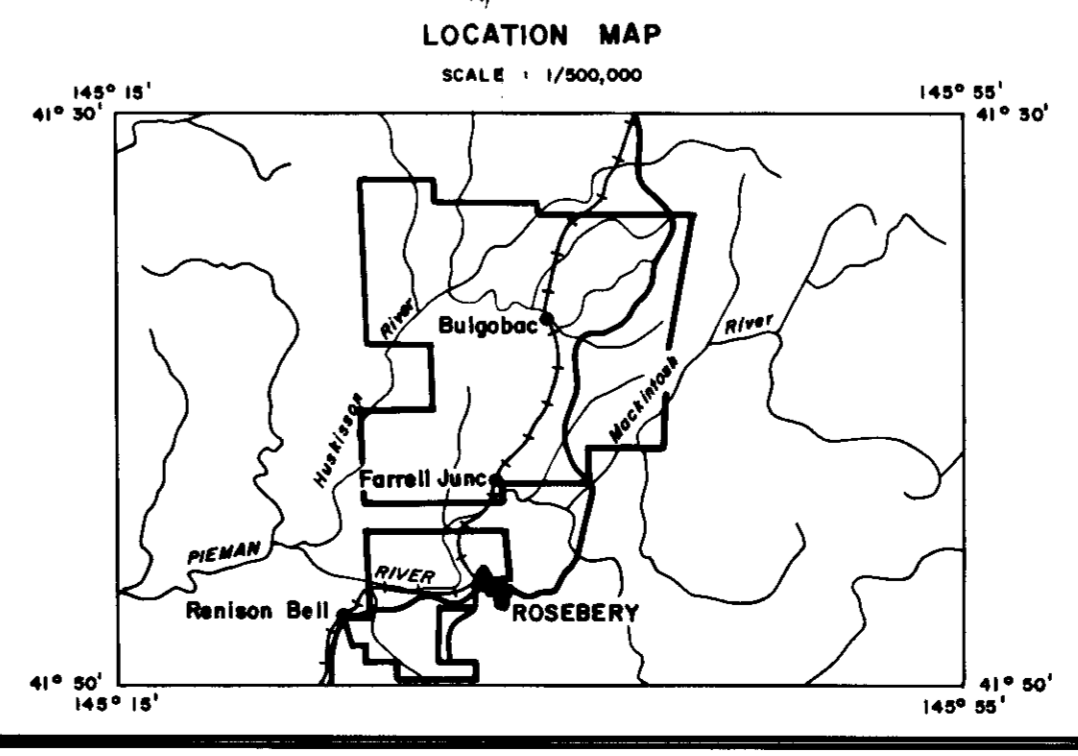 LOCATION MAP
SCALE : 1/500,000
145° 15'
145° 55'
41° 30'
41° 30'
River
Bulgobac
River
Mackintosh
Huskisson
Farrell Junc
PIEMAN
RIVER
Renison Bell
ROSEBERY
41° 50'
41° 50'
145° 15'
145° 55'